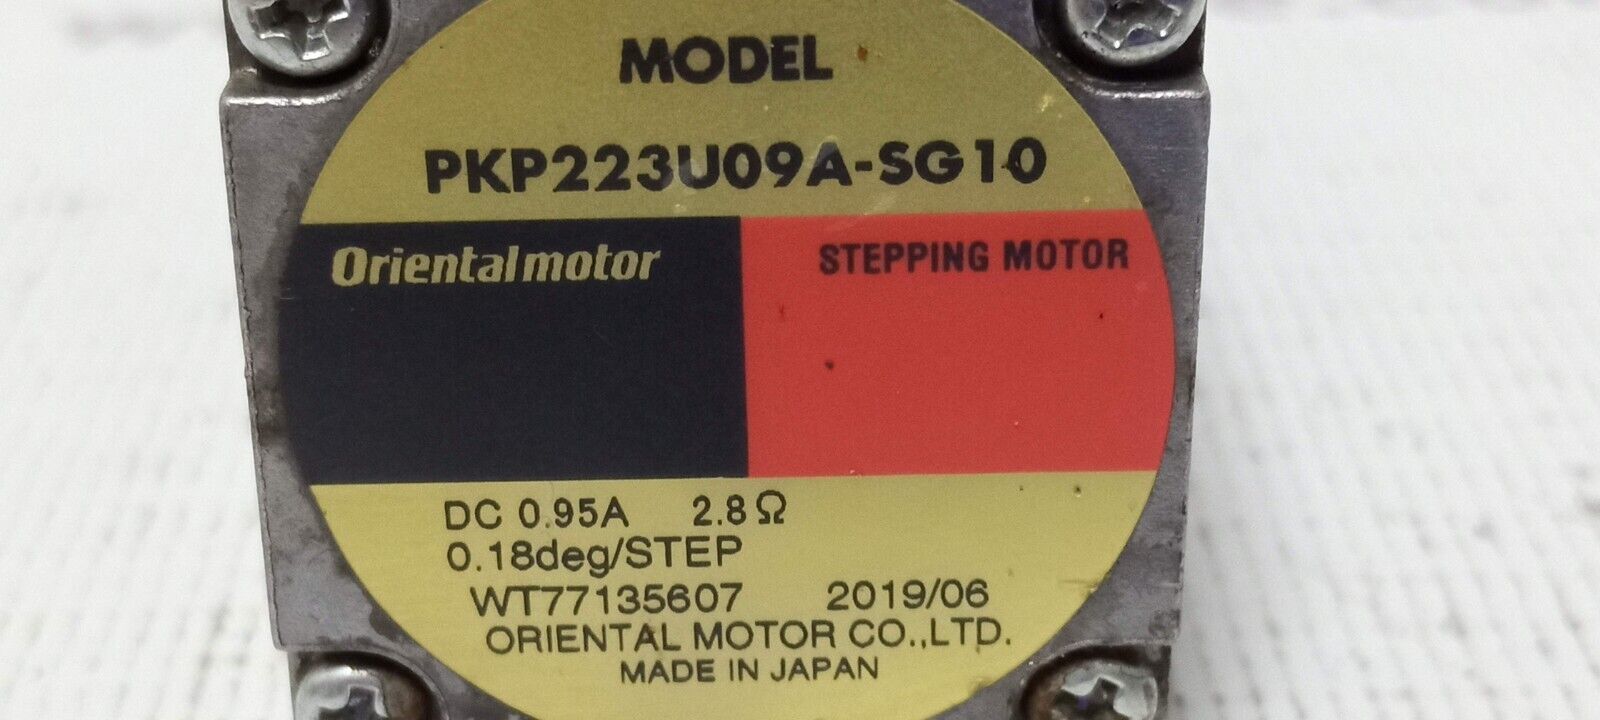 MODEL
PKP223U09A-SG10
Orientalmotor
STEPPING MOTOR
DC 0.95A 2.8Ω
0.18deg/STEP
WT77135607 2019/06
ORIENTAL MOTOR CO.,LTD.
MADE IN JAPAN